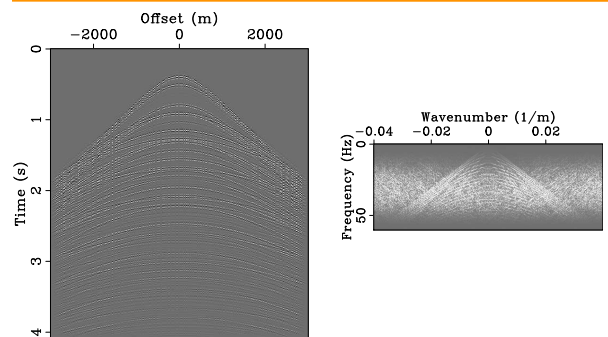 Offset (m)
−2000 0 2000
0
1
2
3
4
Time (s)
Wavenumber (1/m)
−0.04 −0.02 0 0.02
0
50
Frequency (Hz)